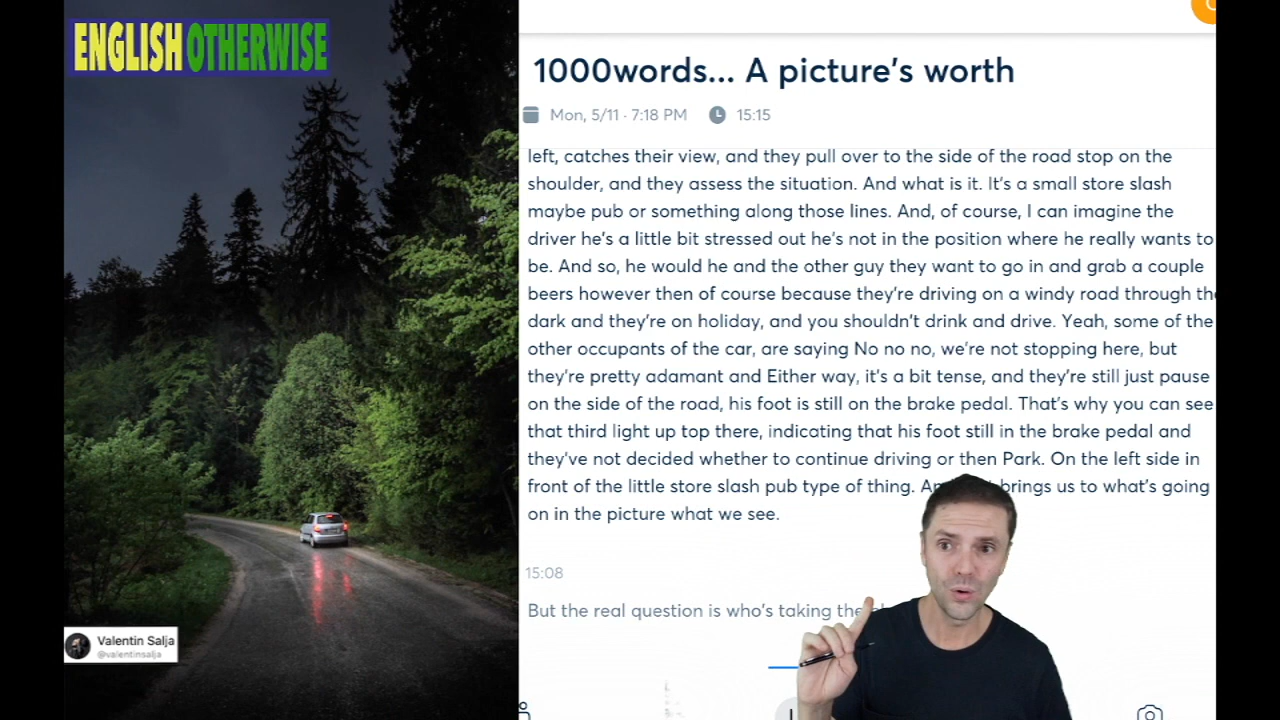 ENGLISH OTHERWISE
1000words... A picture's worth
Mon, 5/11 · 7:18 PM 15:15
left, catches their view, and they pull over to the side of the road stop on the
shoulder, and they assess the situation. And what is it. It's a small store slash
maybe pub or something along those lines. And, of course, I can imagine the
driver he's a little bit stressed out he's not in the position where he really wants to
be. And so, he would he and the other guy they want to go in and grab a couple
beers however then of course because they're driving on a windy road through the
dark and they're on holiday, and you shouldn't drink and drive. Yeah, some of the
other occupants of the car, are saying No no no, we're not stopping here, but
they're pretty adamant and Either way, it's a bit tense, and they're still just pause
on the side of the road, his foot is still on the brake pedal. That's why you can see
that third light up top there, indicating that his foot still in the brake pedal and
they've not decided whether to continue driving or then Park. On the left side in
front of the little store slash pub type of thing. brings us to what's going
on in the picture what we see.
15:08
But the real question is who's taking the
Valentin Salja
@valentinsalja